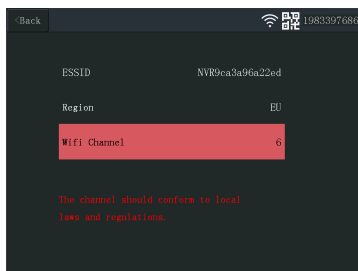 <Back
1983397686
ESSID NVR9ca3a96a22ed
Region EU
Wifi Channel 6
The channel should conform to local
laws and regulations.